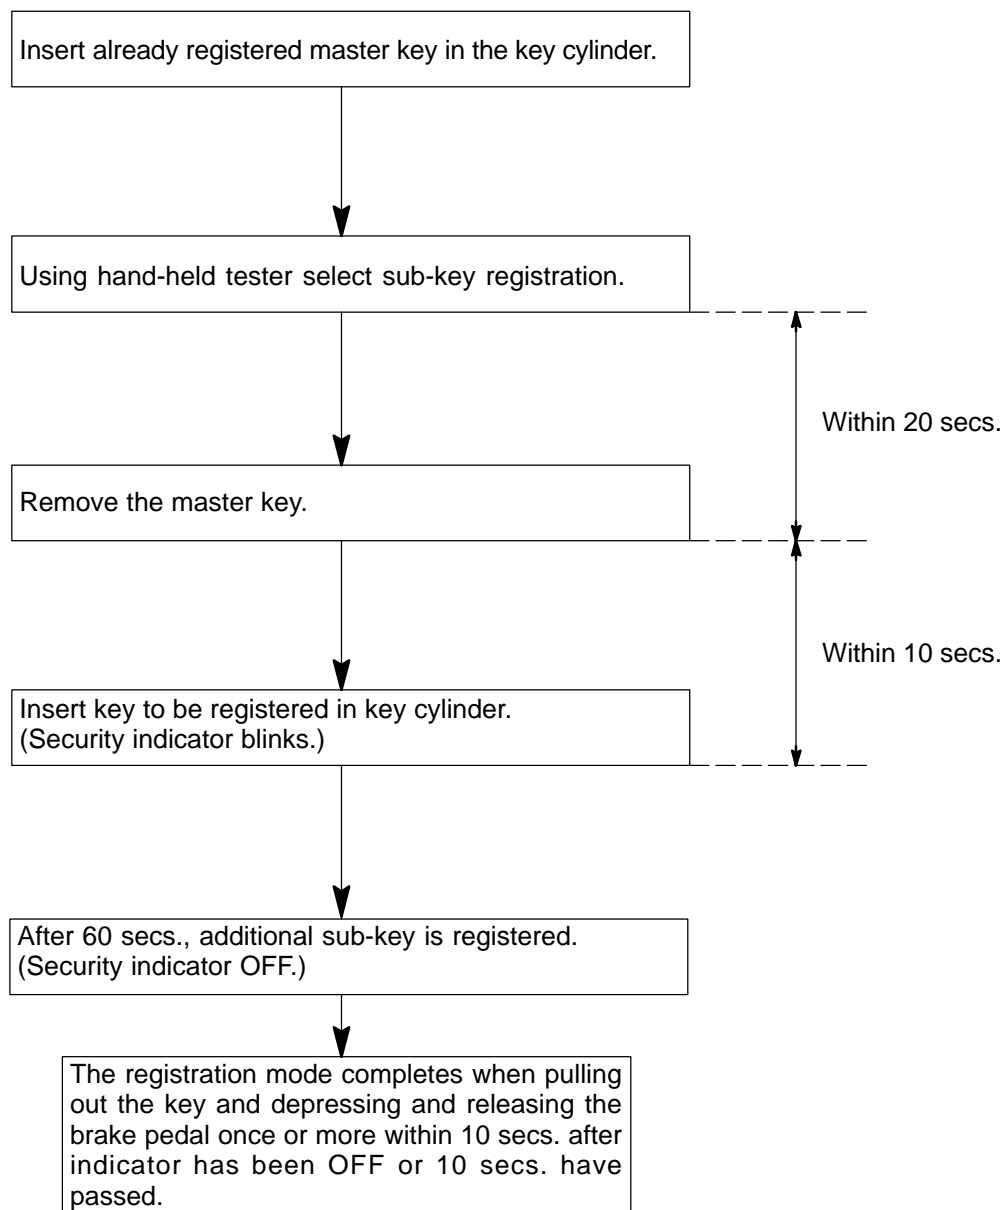 Insert already registered master key in the key cylinder.
Using hand-held tester select sub-key registration.
Within 20 secs.
Remove the master key.
Within 10 secs.
Insert key to be registered in key cylinder.
(Security indicator blinks.)
After 60 secs., additional sub-key is registered.
(Security indicator OFF.)
The registration mode completes when pulling
out the key and depressing and releasing the
brake pedal once or more within 10 secs. after
indicator has been OFF or 10 secs. have
passed.